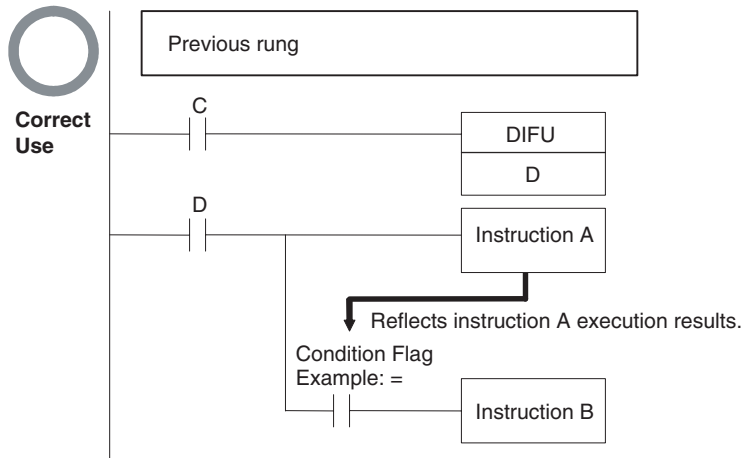 Previous rung
Correct
Use
C
DIFU
D
D
Instruction A
Reflects instruction A execution results.
Condition Flag
Example: =
Instruction B